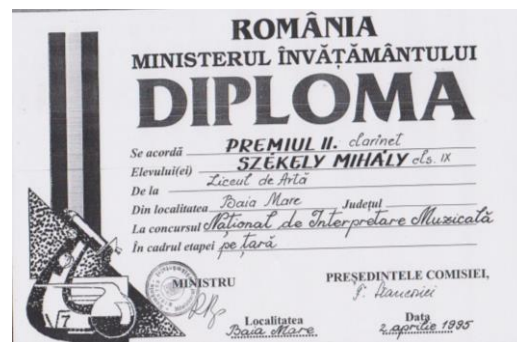 ROMÂNIA
MINISTERUL ÎNVĂȚĂMÂNTULUI
DIPLOMA
Se acordă PREMIUL II. clarinet
Elevului(ei) SZÉKELY MIHÁLY cls. IX
De la Liceul de Artă
Din localitatea Baia Mare Județul
La concursul Național de Interpretare Muzicală
În cadrul etapei pe țară
MINISTRU PREȘEDINTELE COMISIEI,
Localitatea Data
Baia Mare 2 aprilie 1995
√7